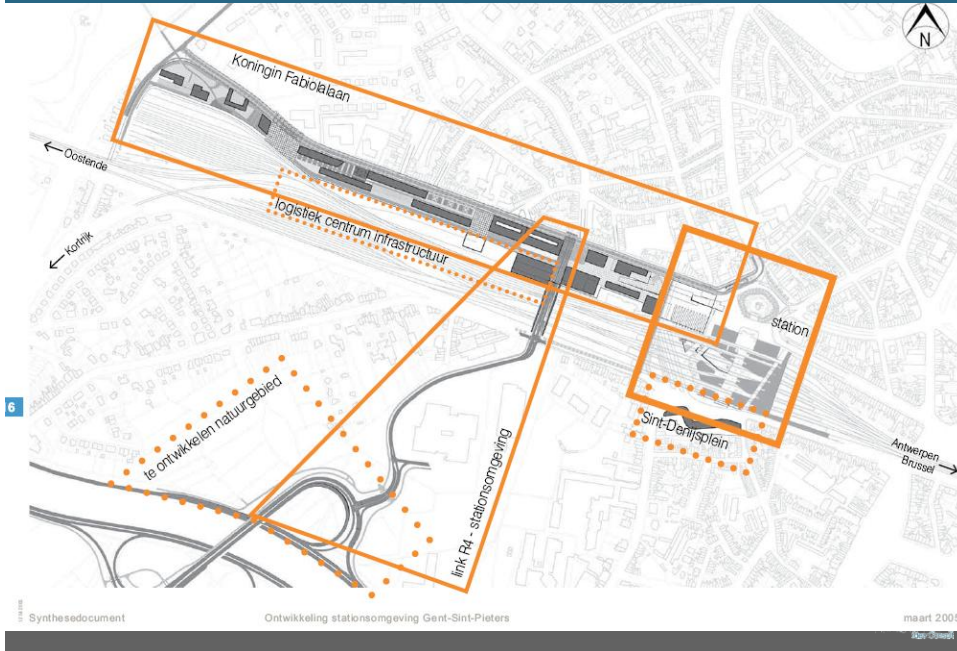 N
Koningin Fabiolalaan
Oostende
Kortrijk
logistiek centrum infrastructuur
station
6
te ontwikkelen natuurgebied
Sint-Denijsplein
link R4 - stationsomgeving
Antwerpen
Brussel
Synthesedocument
Ontwikkeling stationsomgeving Gent-Sint-Pieters
maart 2005